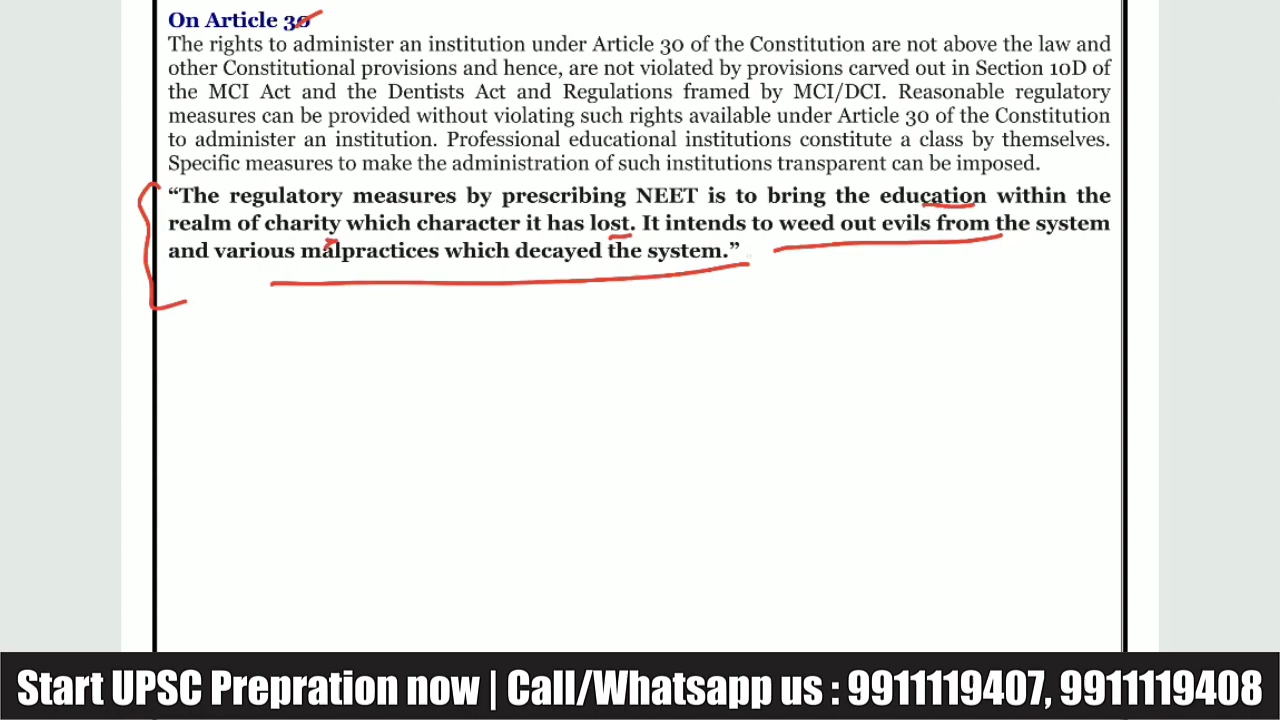 On Article 30
The rights to administer an institution under Article 30 of the Constitution are not above the law and
other Constitutional provisions and hence, are not violated by provisions carved out in Section 10D of
the MCI Act and the Dentists Act and Regulations framed by MCI/DCI. Reasonable regulatory
measures can be provided without violating such rights available under Article 30 of the Constitution
to administer an institution. Professional educational institutions constitute a class by themselves.
Specific measures to make the administration of such institutions transparent can be imposed.
“The regulatory measures by prescribing NEET is to bring the education within the
realm of charity which character it has lost. It intends to weed out evils from the system
and various malpractices which decayed the system.”
Start UPSC Prepration now | Call/Whatsapp us : 9911119407, 9911119408